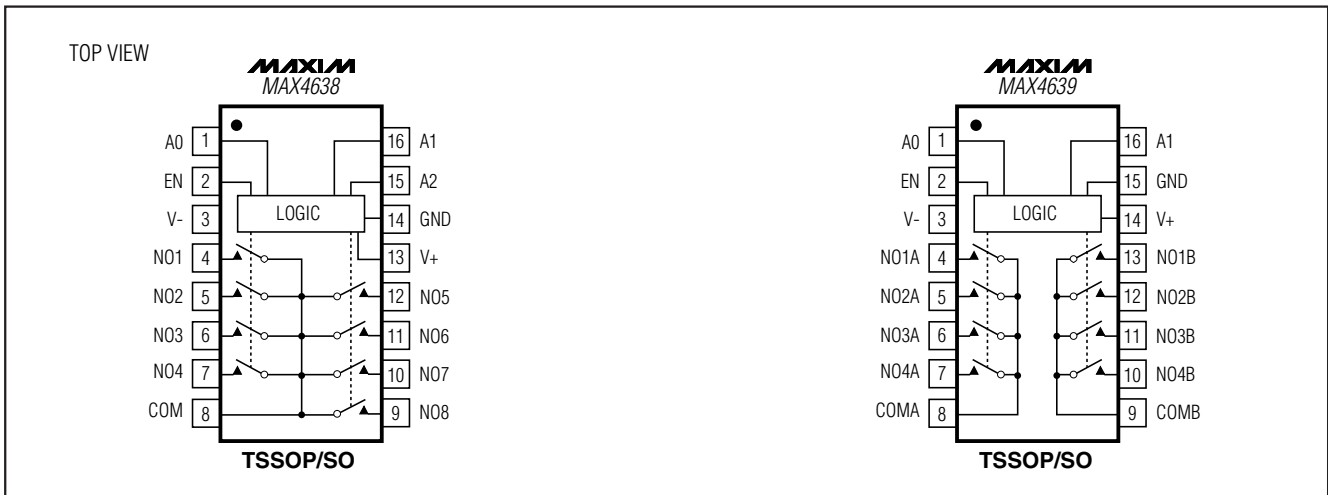 TOP VIEW
MAXIM
MAX4638
A0 1 16 A1
EN 2 15 A2
V- 3 LOGIC 14 GND
NO1 4 13 V+
NO2 5 12 NO5
NO3 6 11 NO6
NO4 7 10 NO7
COM 8 9 NO8
TSSOP/SO
MAXIM
MAX4639
A0 1 16 A1
EN 2 15 GND
V- 3 LOGIC 14 V+
NO1A 4 13 NO1B
NO2A 5 12 NO2B
NO3A 6 11 NO3B
NO4A 7 10 NO4B
COMA 8 9 COMB
TSSOP/SO